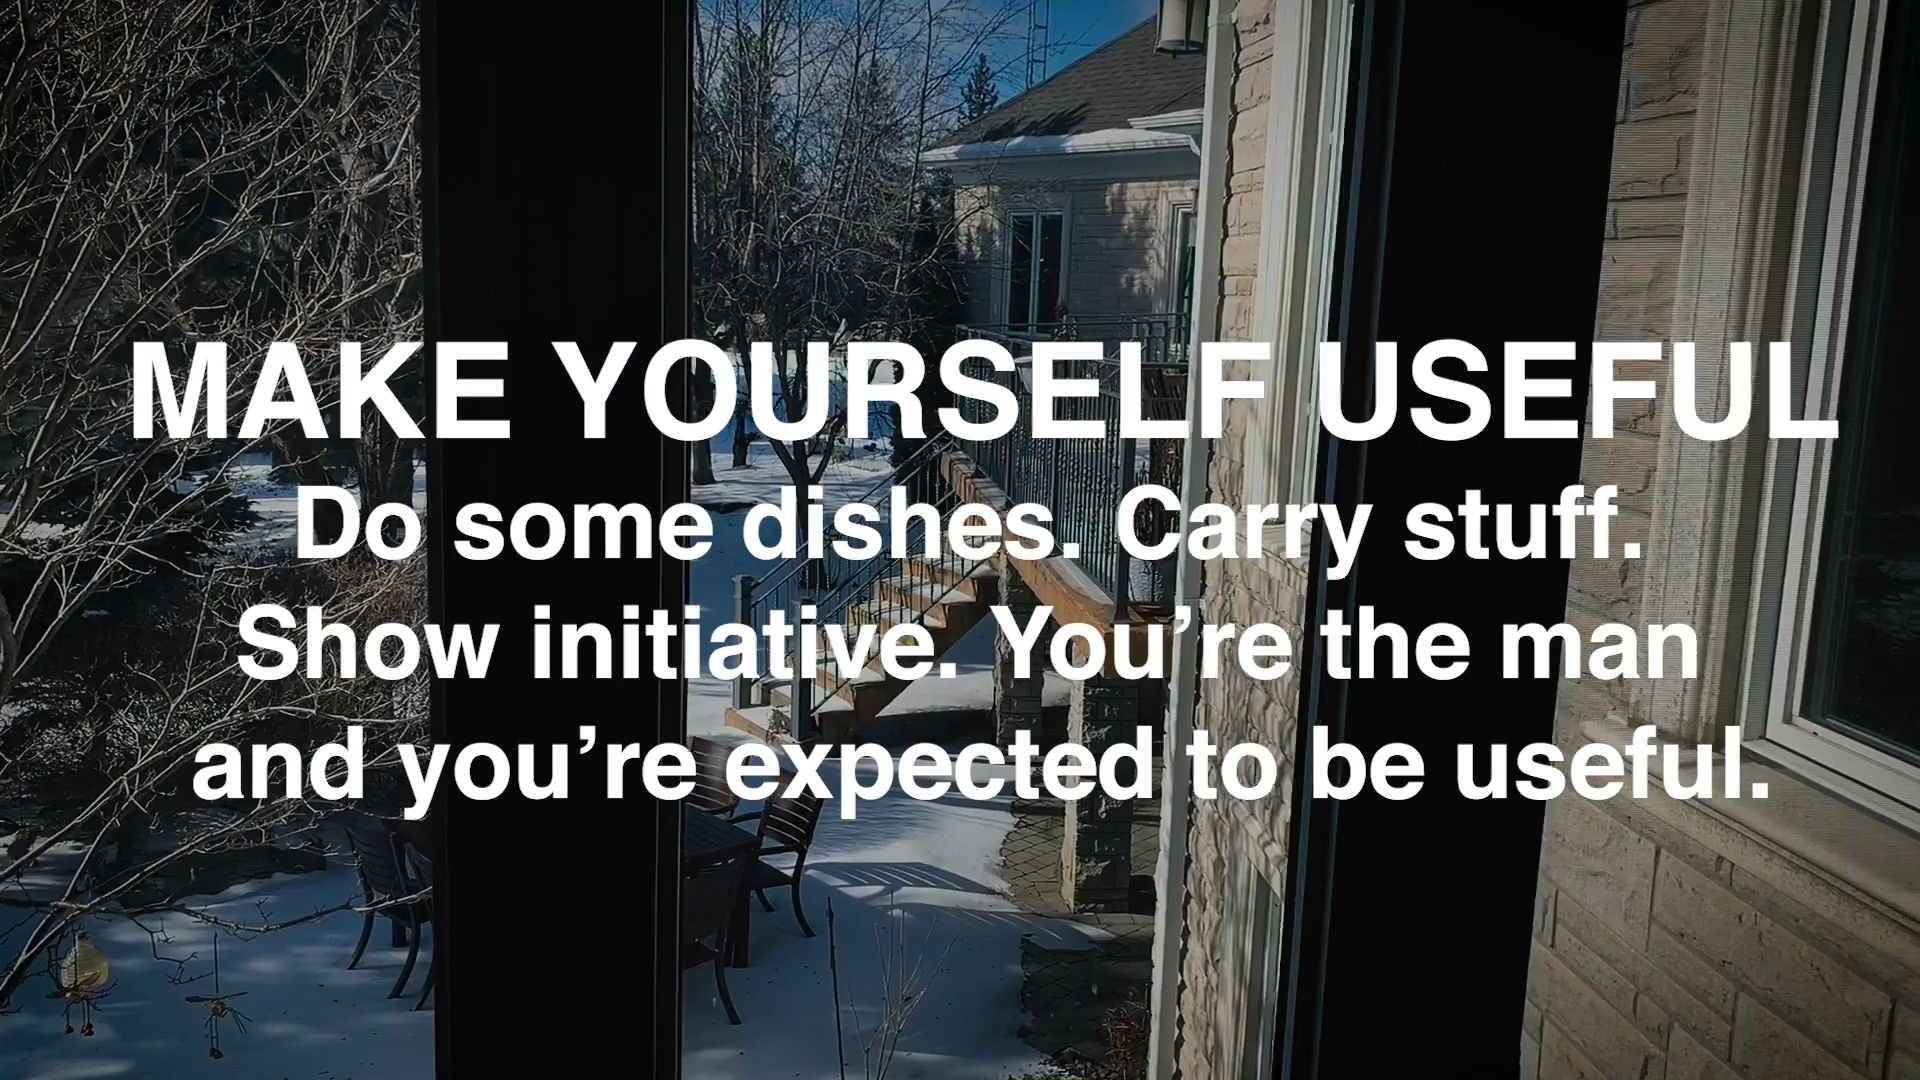 MAKE YOURSELF USEFUL
Do some dishes. Carry stuff.
Show initiative. You’re the man
and you’re expected to be useful.